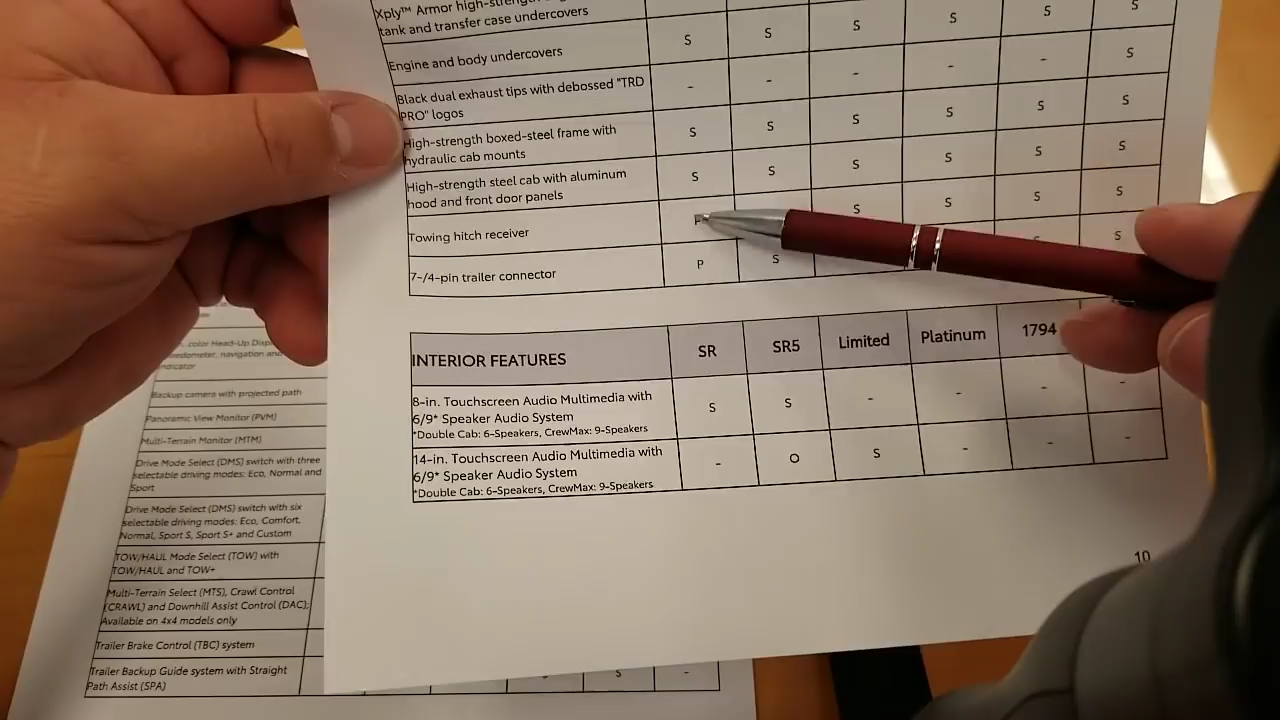 Xply™ Armor
tank and transfer case undercovers S S S S S S
Engine and body undercovers - - - - - S
Black dual exhaust tips with debossed "TRD
PRO" logos S S S S S S
High-strength boxed-steel frame with
hydraulic cab mounts S S S S S S
High-strength steel cab with aluminum
hood and front door panels S S S S
Towing hitch receiver S
7-/4-pin trailer connector P S
INTERIOR FEATURES SR SR5 Limited Platinum 1794
8-in. Touchscreen Audio Multimedia with
6/9* Speaker Audio System S S - - - -
*Double Cab: 6-Speakers, CrewMax: 9-Speakers
14-in. Touchscreen Audio Multimedia with
6/9* Speaker Audio System - O S - - -
*Double Cab: 6-Speakers, CrewMax: 9-Speakers
10
color Head-Up
navigation and
Backup camera with projected path
Panoramic View Monitor (PVM)
Multi-Terrain Monitor (MTM)
Drive Mode Select (DMS) switch with three
selectable driving modes: Eco, Normal and
Sport
Drive Mode Select (DMS) switch with six
selectable driving modes: Eco, Comfort,
Normal, Sport S, Sport S+ and Custom
TOW/HAUL Mode Select (TOW) with
TOW/HAUL and TOW+
Multi-Terrain Select (MTS), Crawl Control
(CRAWL) and Downhill Assist Control (DAC);
Available on 4x4 models only
Trailer Brake Control (TBC) system
Trailer Backup Guide system with Straight
Path Assist (SPA) - S -